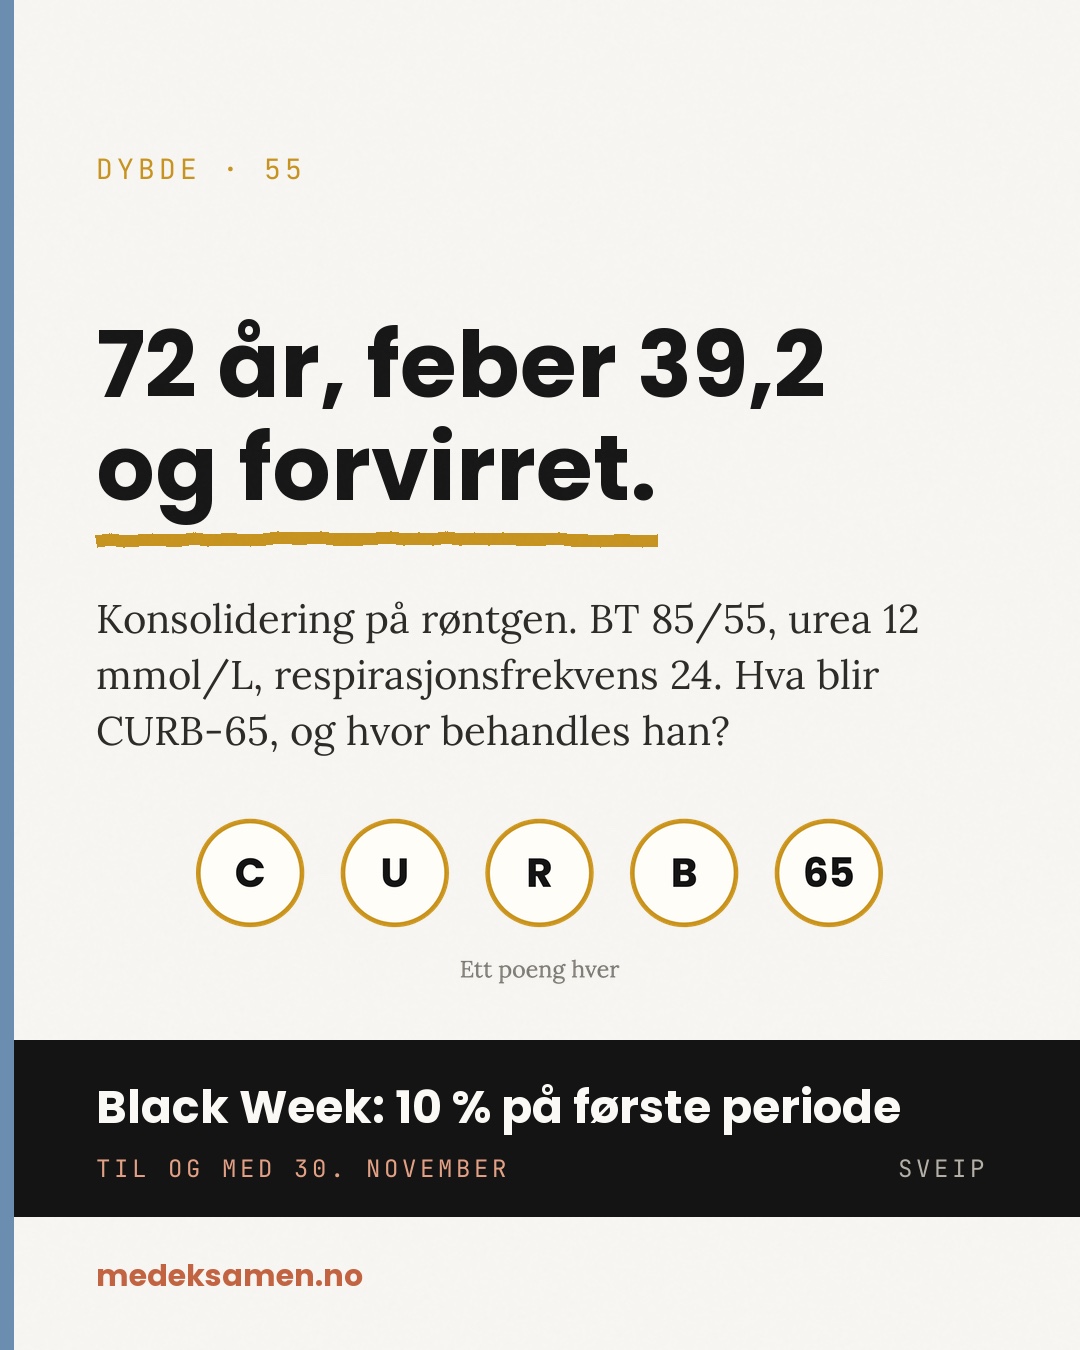 DYBDE · 55
72 år, feber 39,2
og forvirret.
Konsolidering på røntgen. BT 85/55, urea 12
mmol/L, respirasjonsfrekvens 24. Hva blir
CURB-65, og hvor behandles han?
C U R B 65
Ett poeng hver
Black Week: 10 % på første periode
TIL OG MED 30. NOVEMBER SVEIP
medeksamen.no